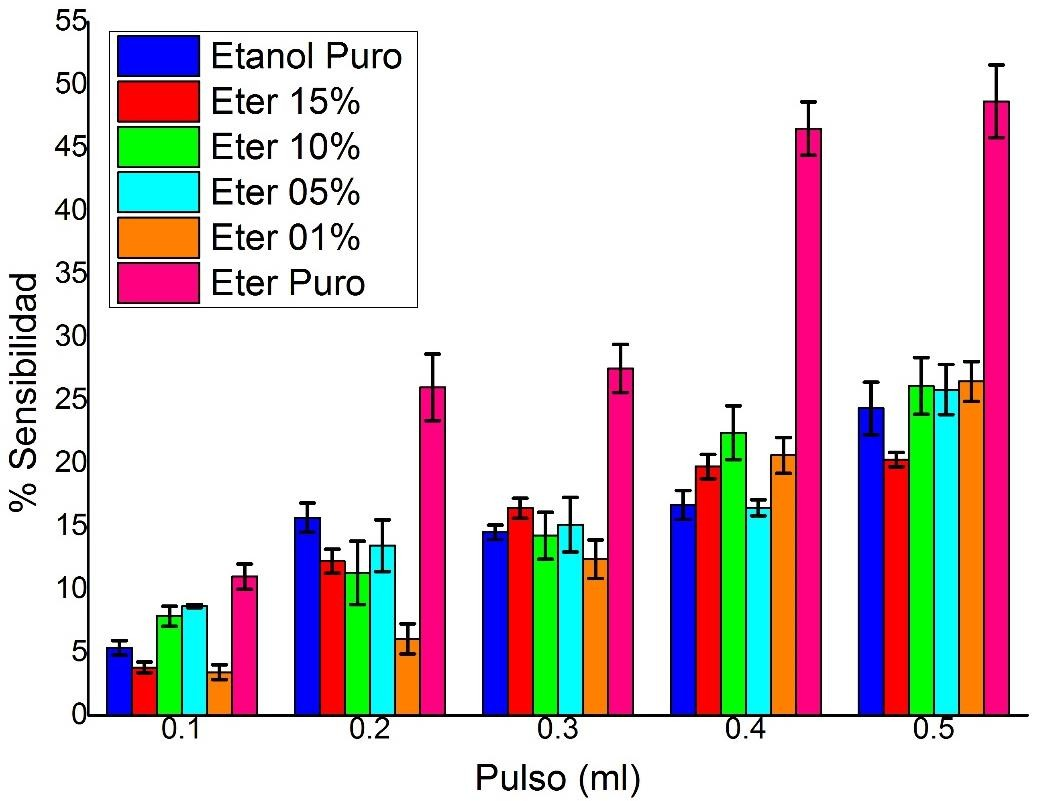 55
50
45
40
35
30
25
20
15
10
5
0
% Sensibilidad
Etanol Puro
Eter 15%
Eter 10%
Eter 05%
Eter 01%
Eter Puro
0.1 0.2 0.3 0.4 0.5
Pulso (ml)